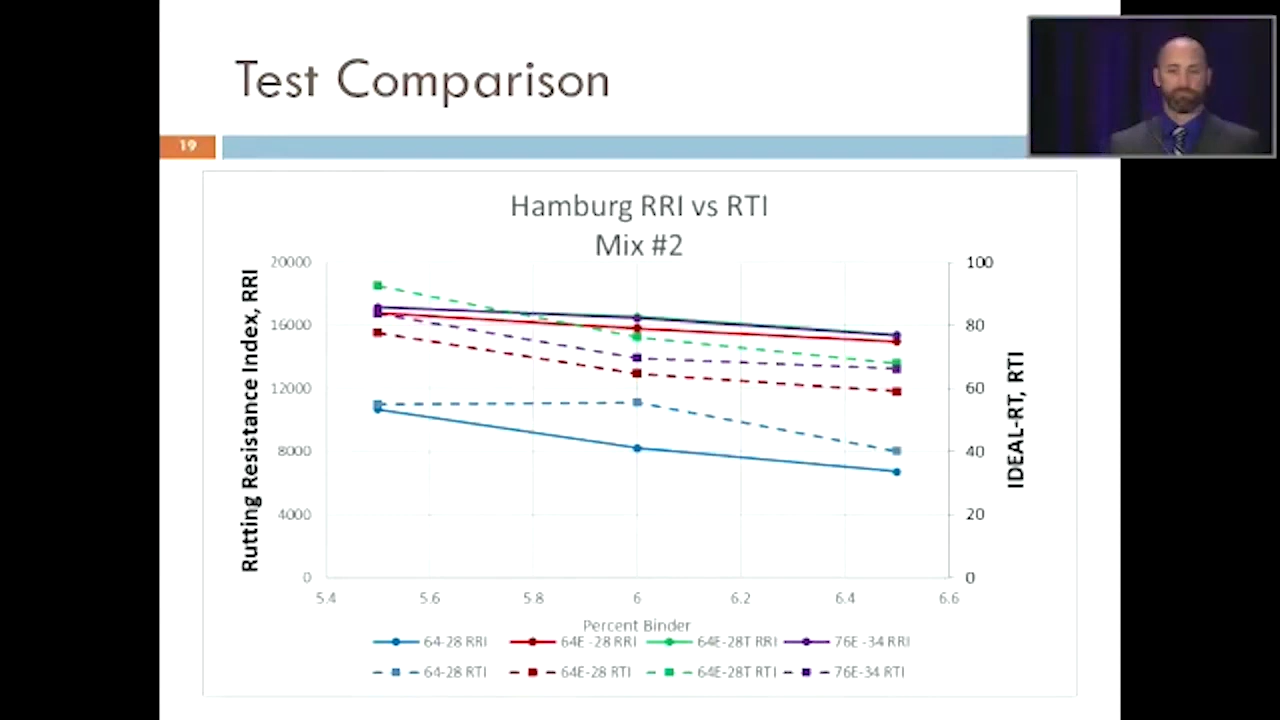 Test Comparison
19
Hamburg RRI vs RTI
Mix #2
Rutting Resistance Index, RRI
20000
16000
12000
8000
4000
0
100
80
60
40
20
0
IDEAL-RT, RTI
5.4 5.6 5.8 6 6.2 6.4 6.6
Percent Binder
64-28 RRI 64E -28 RRI 64E-28T RRI 76E -34 RRI
64-28 RTI 64E-28 RTI 64E-28T RTI 76E-34 RTI